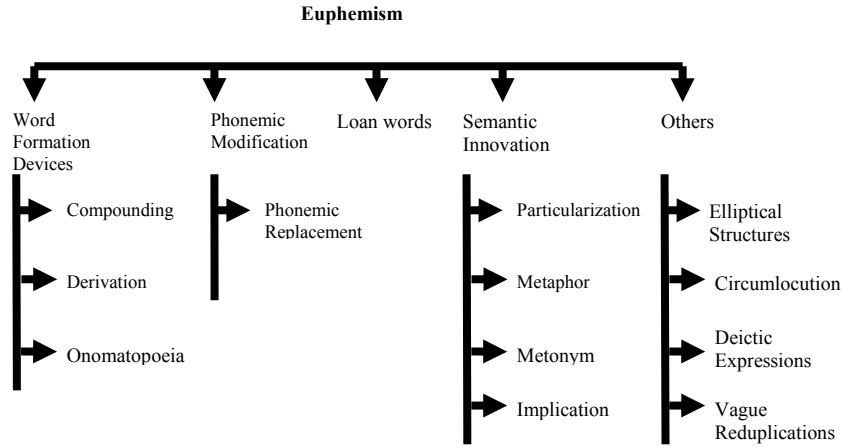 Euphemism
Word
Formation
Devices
Compounding
Derivation
Onomatopoeia
Phonemic
Modification
Phonemic
Replacement
Loan words
Semantic
Innovation
Particularization
Metaphor
Metonym
Implication
Others
Elliptical
Structures
Circumlocution
Deictic
Expressions
Vague
Reduplications